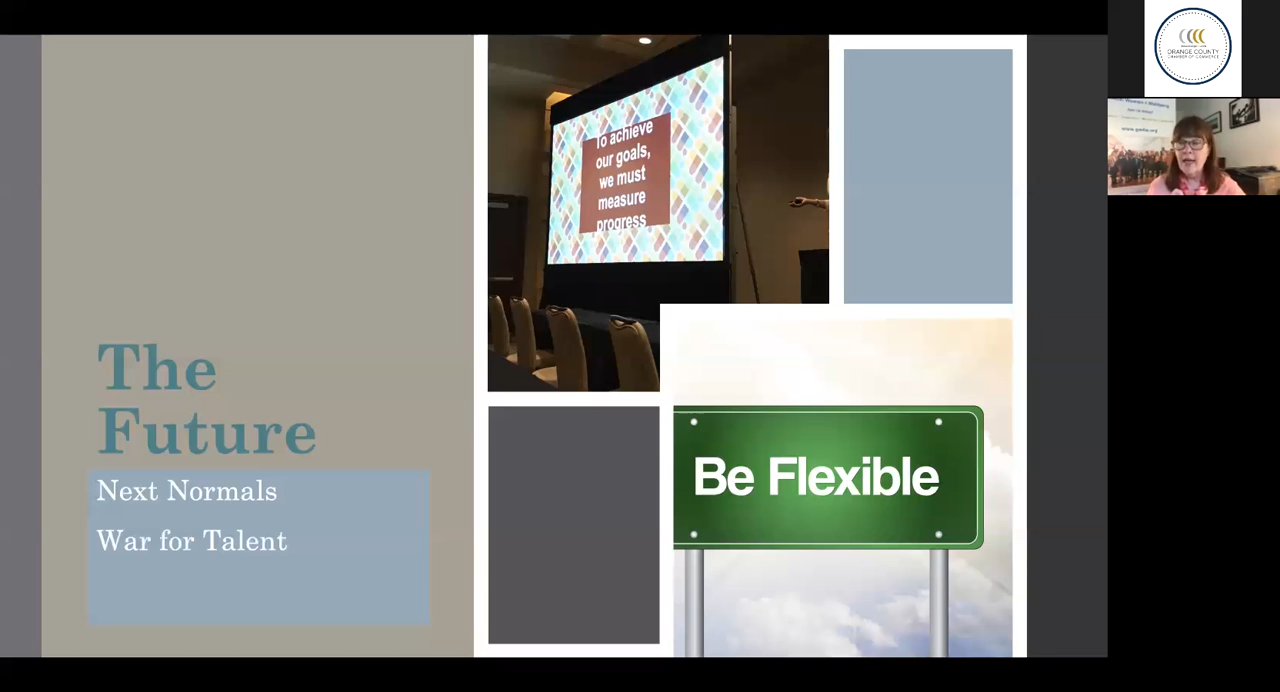 The
Future
Next Normals
War for Talent
To achieve
our goals,
we must
measure
progress
Be Flexible
ORANGE COUNTY
CHAMBER OF COMMERCE